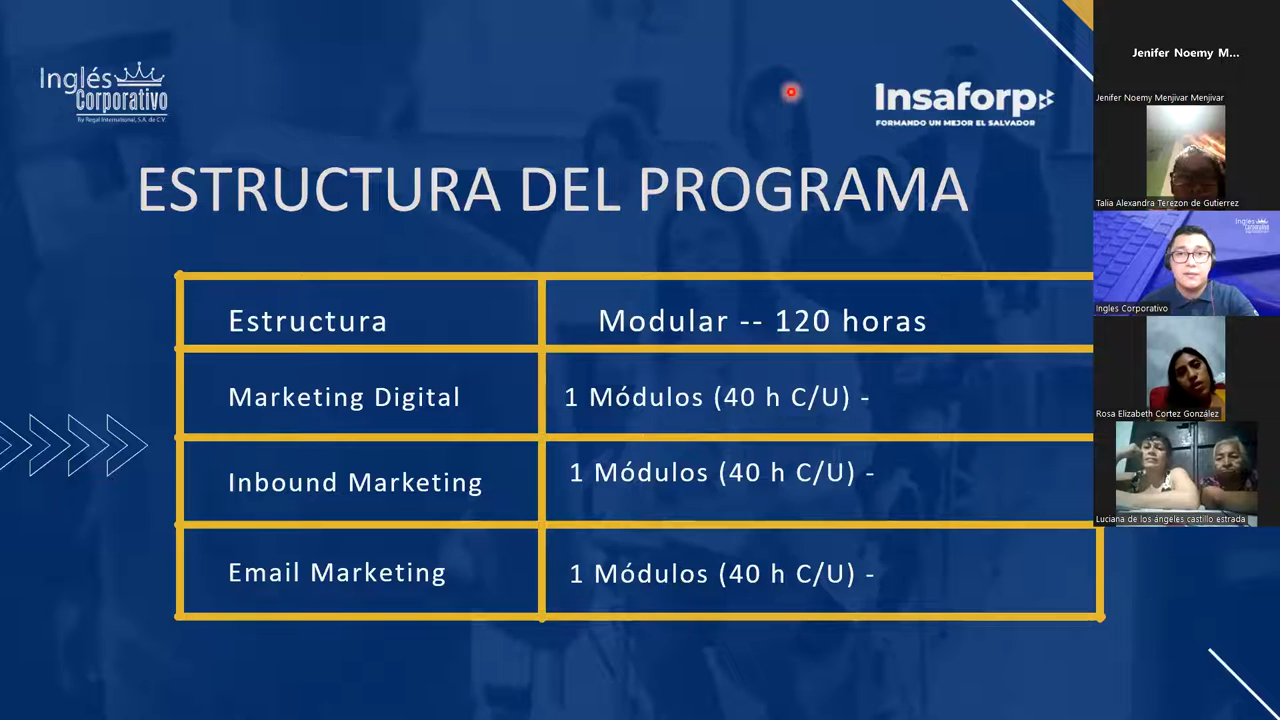 Inglés
Corporativo
By Regal International, S.A. de C.V.
Insaforp
FORMANDO UN MEJOR EL SALVADOR
ESTRUCTURA DEL PROGRAMA
Estructura
Modular -- 120 horas
Marketing Digital
1 Módulos (40 h C/U) -
Inbound Marketing
1 Módulos (40 h C/U) -
Email Marketing
1 Módulos (40 h C/U) -
Jenifer Noemy M...
Jenifer Noemy Menjivar Menjivar
Talia Alexandra Terezon de Gutierrez
Inglés
Corporativo
Ingles Corporativo
Rosa Elizabeth Cortez González
Luciana de los ángeles castillo estrada